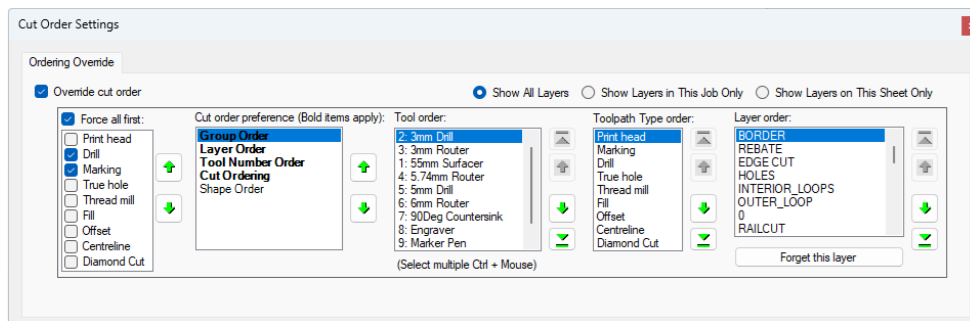 Cut Order Settings
Ordering Override
Override cut order
Show All Layers
Show Layers in This Job Only
Show Layers on This Sheet Only
Force all first:
Print head
Drill
Marking
True hole
Thread mill
Fill
Offset
Centreline
Diamond Cut
Cut order preference (Bold items apply):
Group Order
Layer Order
Tool Number Order
Cut Ordering
Shape Order
Tool order:
2: 3mm Drill
3: 3mm Router
1: 55mm Surfacer
4: 5.74mm Router
5: 5mm Drill
6: 6mm Router
7: 90Deg Countersink
8: Engraver
9: Marker Pen
(Select multiple Ctrl + Mouse)
Toolpath Type order:
Print head
Marking
Drill
True hole
Thread mill
Fill
Offset
Centreline
Diamond Cut
Layer order:
BORDER
REBATE
EDGE CUT
HOLES
INTERIOR_LOOPS
OUTER_LOOP
0
RAILCUT
Forget this layer